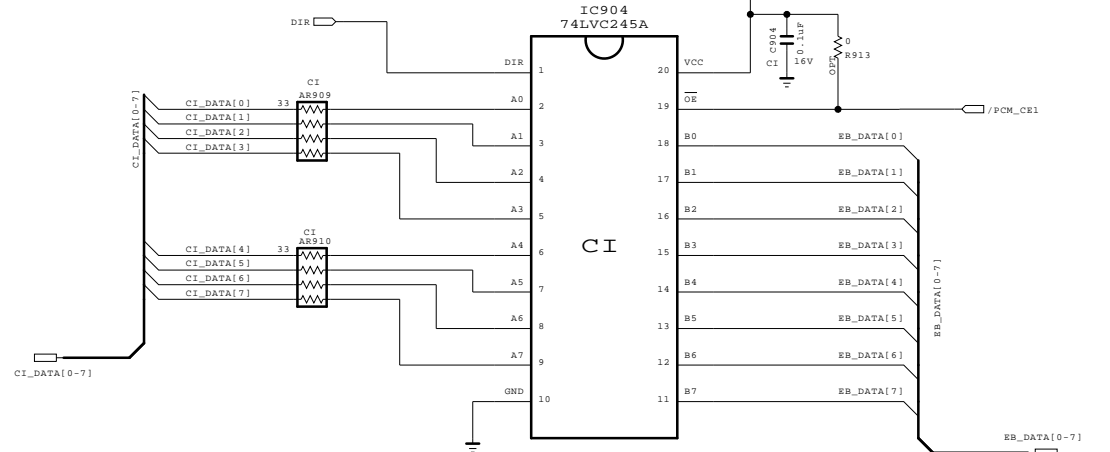 IC904
74LVC245A
DIR
CI_DATA[0-7]
CI
AR909
33
CI_DATA[0]
CI_DATA[1]
CI_DATA[2]
CI_DATA[3]
CI
AR910
33
CI_DATA[4]
CI_DATA[5]
CI_DATA[6]
CI_DATA[7]
CI_DATA[0-7]
DIR 1
A0 2
A1 3
A2 4
A3 5
A4 6
A5 7
A6 8
A7 9
GND 10
CI
20 VCC
19 OE
18 B0
17 B1
16 B2
15 B3
14 B4
13 B5
12 B6
11 B7
C904
0.1uF
CI
16V
0
R913
OPT
/PCM_CE1
EB_DATA[0]
EB_DATA[1]
EB_DATA[2]
EB_DATA[3]
EB_DATA[4]
EB_DATA[5]
EB_DATA[6]
EB_DATA[7]
EB_DATA[0-7]
EB_DATA[0-7]